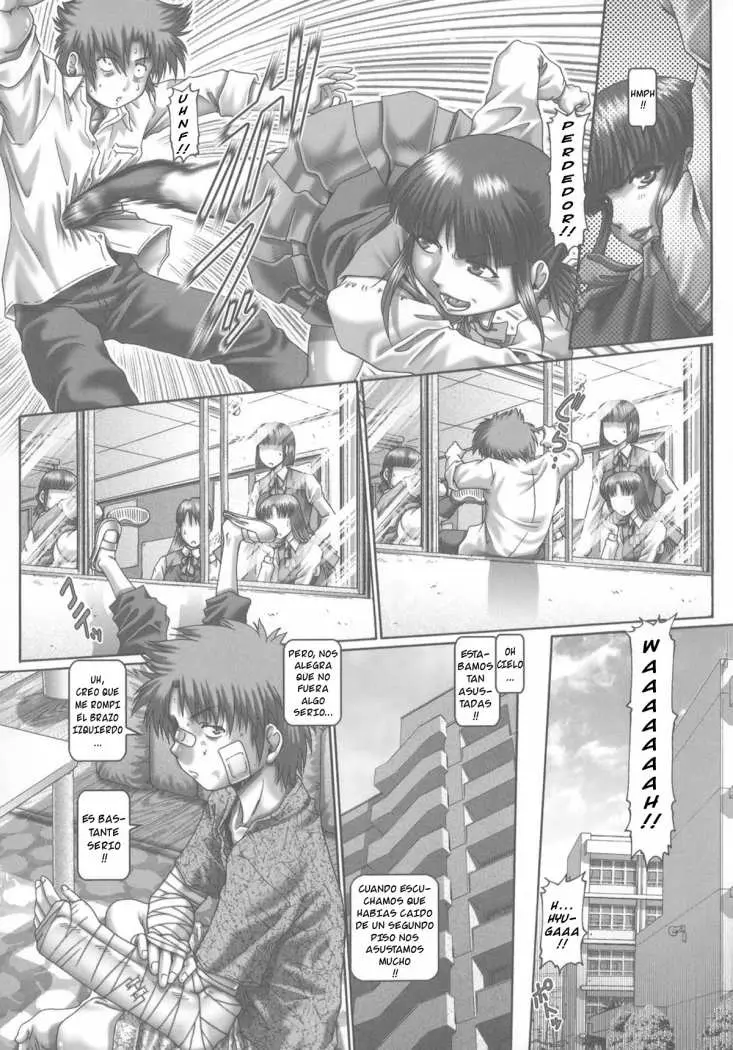 HMPH
!!
PERDEDOR!!
UHNF!!
WAAAAAAAH!!
H...
HYU-
GAAA
!!
OH
CIELO
...
ESTA-
BAMOS
TAN
ASUS-
TADAS
!!
CUANDO ESCU-
CHAMOS QUE
HABIAS CAIDO
DE UN SEGUNDO
PISO NOS
ASUSTAMOS
MUCHO
!!
PERO, NOS
ALEGRA
QUE NO
FUERA
ALGO
SERIO...
UH,
CREO QUE
ME ROMPI
EL BRAZO
IZQUIERDO
...
ES BAS-
TANTE
SERIO
!!